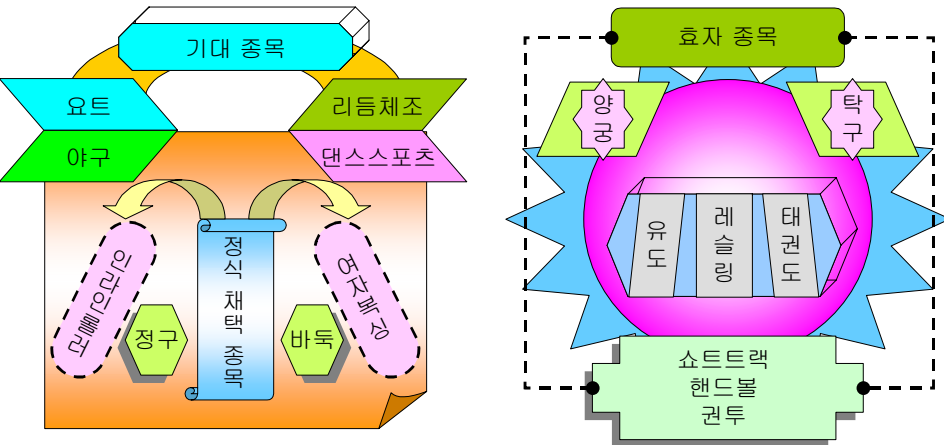 기대 종목
요트
리듬체조
야구
댄스스포츠
정식 채택 종목
인라인롤러
여자복싱
정구
바둑
효자 종목
양궁
탁구
유도
레슬링
태권도
쇼트트랙
핸드볼
권투